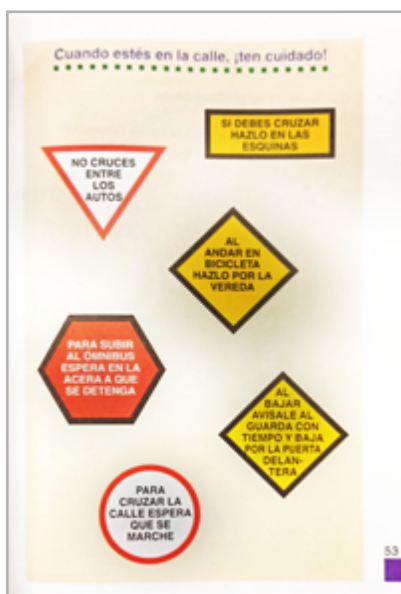 Cuando estés en la calle, ¡ten cuidado!
SI DEBES CRUZAR
HAZLO EN LAS
ESQUINAS
NO CRUCES
ENTRE
LOS
AUTOS
AL
ANDAR EN
BICICLETA
HAZLO POR LA
VEREDA
PARA SUBIR
AL ÓMNIBUS
ESPERA EN LA
ACERA A QUE
SE DETENGA
AL
BAJAR
AVÍSALE AL
GUARDA CON
TIEMPO Y BAJA
POR LA PUERTA
DELAN-
TERA
PARA
CRUZAR LA
CALLE ESPERA
QUE SE
MARCHE
53